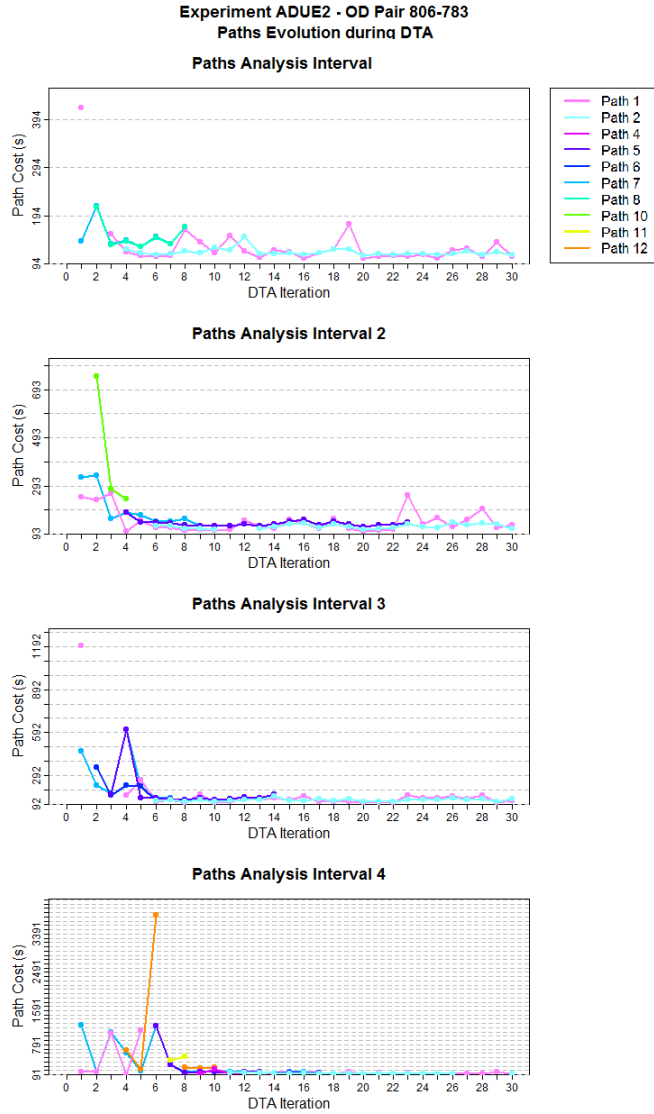 Experiment ADUE2 - OD Pair 806-783
Paths Evolution during DTA
Paths Analysis Interval
Path Cost (s)
394
294
194
94
0 2 4 6 8 10 12 14 16 18 20 22 24 26 28 30
DTA Iteration
Path 1
Path 2
Path 4
Path 5
Path 6
Path 7
Path 8
Path 10
Path 11
Path 12
Paths Analysis Interval 2
Path Cost (s)
693
493
293
93
0 2 4 6 8 10 12 14 16 18 20 22 24 26 28 30
DTA Iteration
Paths Analysis Interval 3
Path Cost (s)
1192
892
592
292
92
0 2 4 6 8 10 12 14 16 18 20 22 24 26 28 30
DTA Iteration
Paths Analysis Interval 4
Path Cost (s)
3391
2491
1591
791
91
0 2 4 6 8 10 12 14 16 18 20 22 24 26 28 30
DTA Iteration